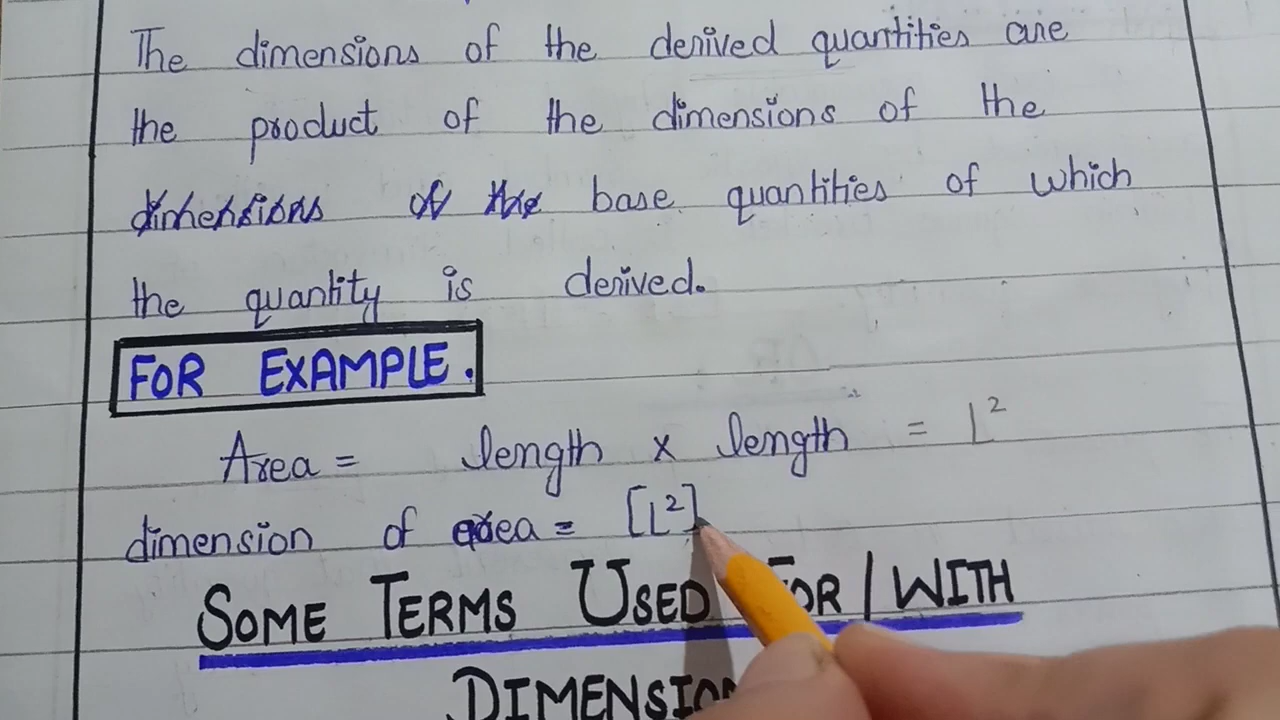 The dimensions of the derived quantities are
the product of the dimensions of the
dimensions of the base quantities of which
the quantity is derived.
FOR EXAMPLE.
Area = length x length = L²
dimension of area = [L²]
SOME TERMS USED FOR / WITH
DIMENSION